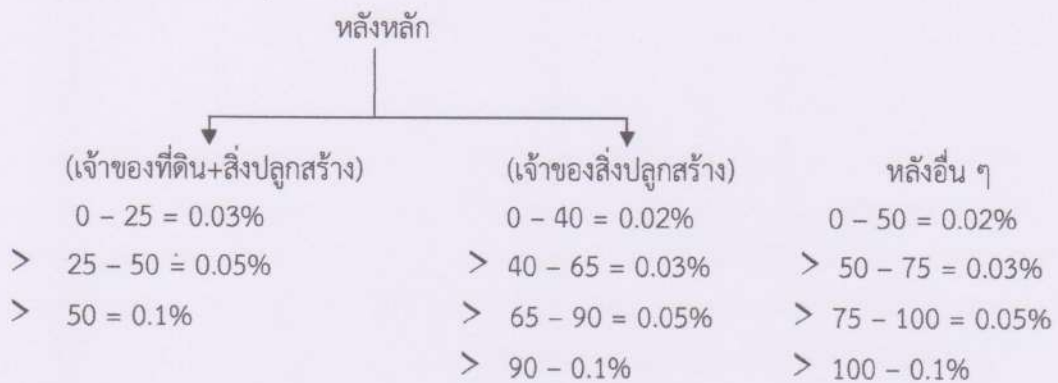 หลังหลัก
(เจ้าของที่ดิน+สิ่งปลูกสร้าง) (เจ้าของสิ่งปลูกสร้าง) หลังอื่น ๆ
0 – 25 = 0.03% 0 – 40 = 0.02% 0 – 50 = 0.02%
> 25 – 50 = 0.05% > 40 – 65 = 0.03% > 50 – 75 = 0.03%
> 50 = 0.1% > 65 – 90 = 0.05% > 75 – 100 = 0.05%
> 90 – 0.1% > 100 – 0.1%